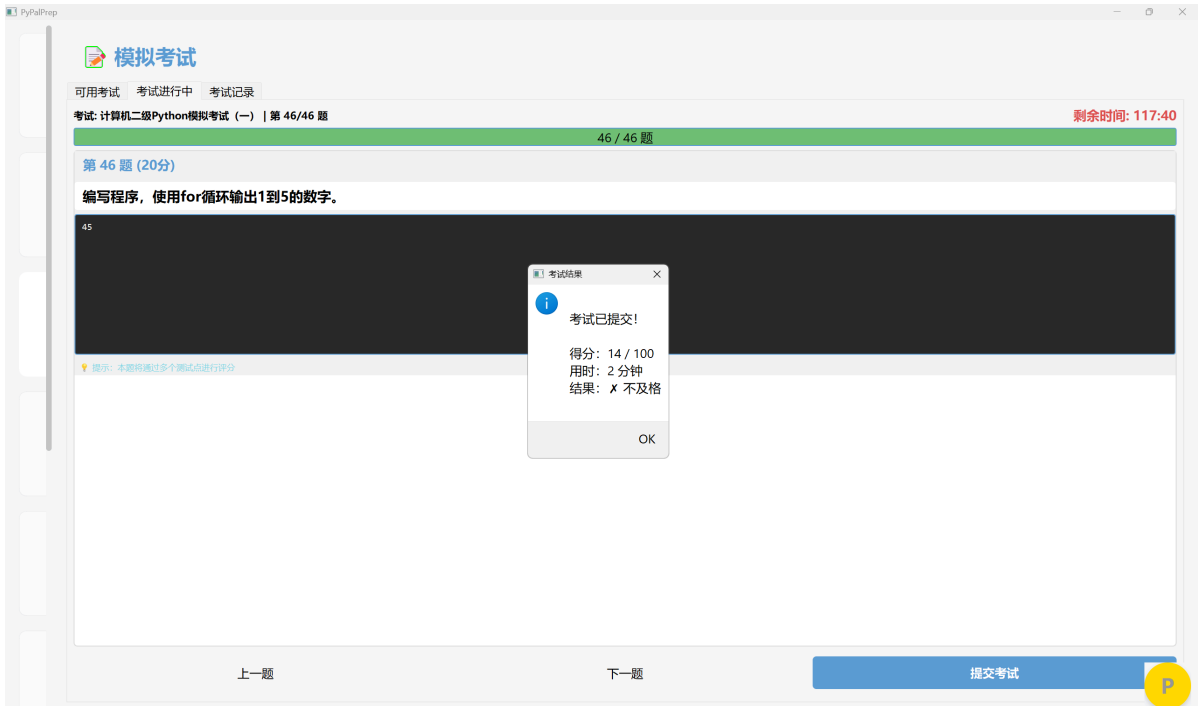 PyPalPrep
模拟考试
可用考试 考试进行中 考试记录
考试: 计算机二级Python模拟考试（一） | 第 46/46 题 剩余时间: 117:40
46 / 46 题
第 46 题 (20分)
编写程序，使用for循环输出1到5的数字。
45
考试结果
考试已提交！
得分：14 / 100
用时：2 分钟
结果：✗ 不及格
OK
提示：本题将通过多个测试点进行评分
上一题 下一题 提交考试
P